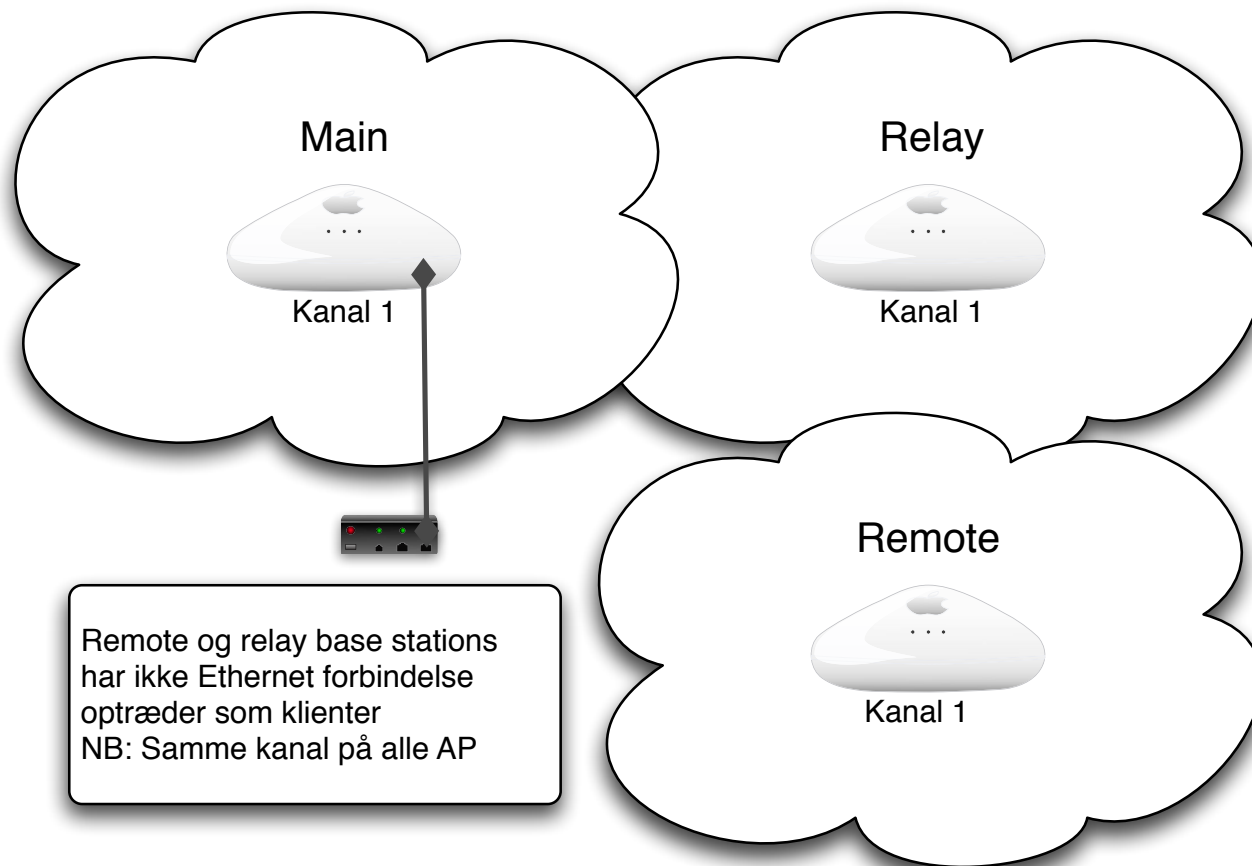 Main
Kanal 1
Relay
Kanal 1
Remote
Kanal 1
Remote og relay base stations
har ikke Ethernet forbindelse
optræder som klienter
NB: Samme kanal på alle AP